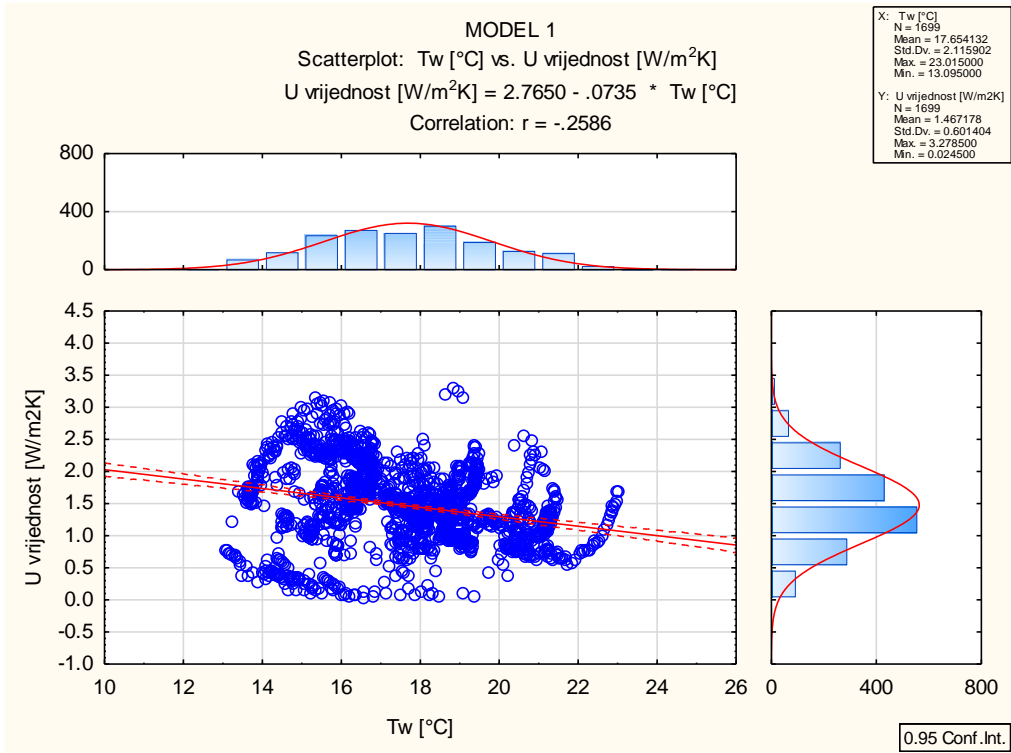 MODEL 1
Scatterplot: Tw [°C] vs. U vrijednost [W/m²K]
U vrijednost [W/m²K] = 2.7650 - .0735 * Tw [°C]
Correlation: r = -.2586
X: Tw [°C]
N = 1699
Mean = 17.654132
Std.Dv. = 2.115902
Max. = 23.015000
Min. = 13.095000
Y: U vrijednost [W/m2K]
N = 1699
Mean = 1.467178
Std.Dv. = 0.601404
Max. = 3.278500
Min. = 0.024500
800
400
0
4.5
4.0
3.5
3.0
2.5
2.0
1.5
1.0
0.5
0.0
-0.5
-1.0
U vrijednost [W/m2K]
10 12 14 16 18 20 22 24 26
Tw [°C]
0 400 800
0.95 Conf.Int.